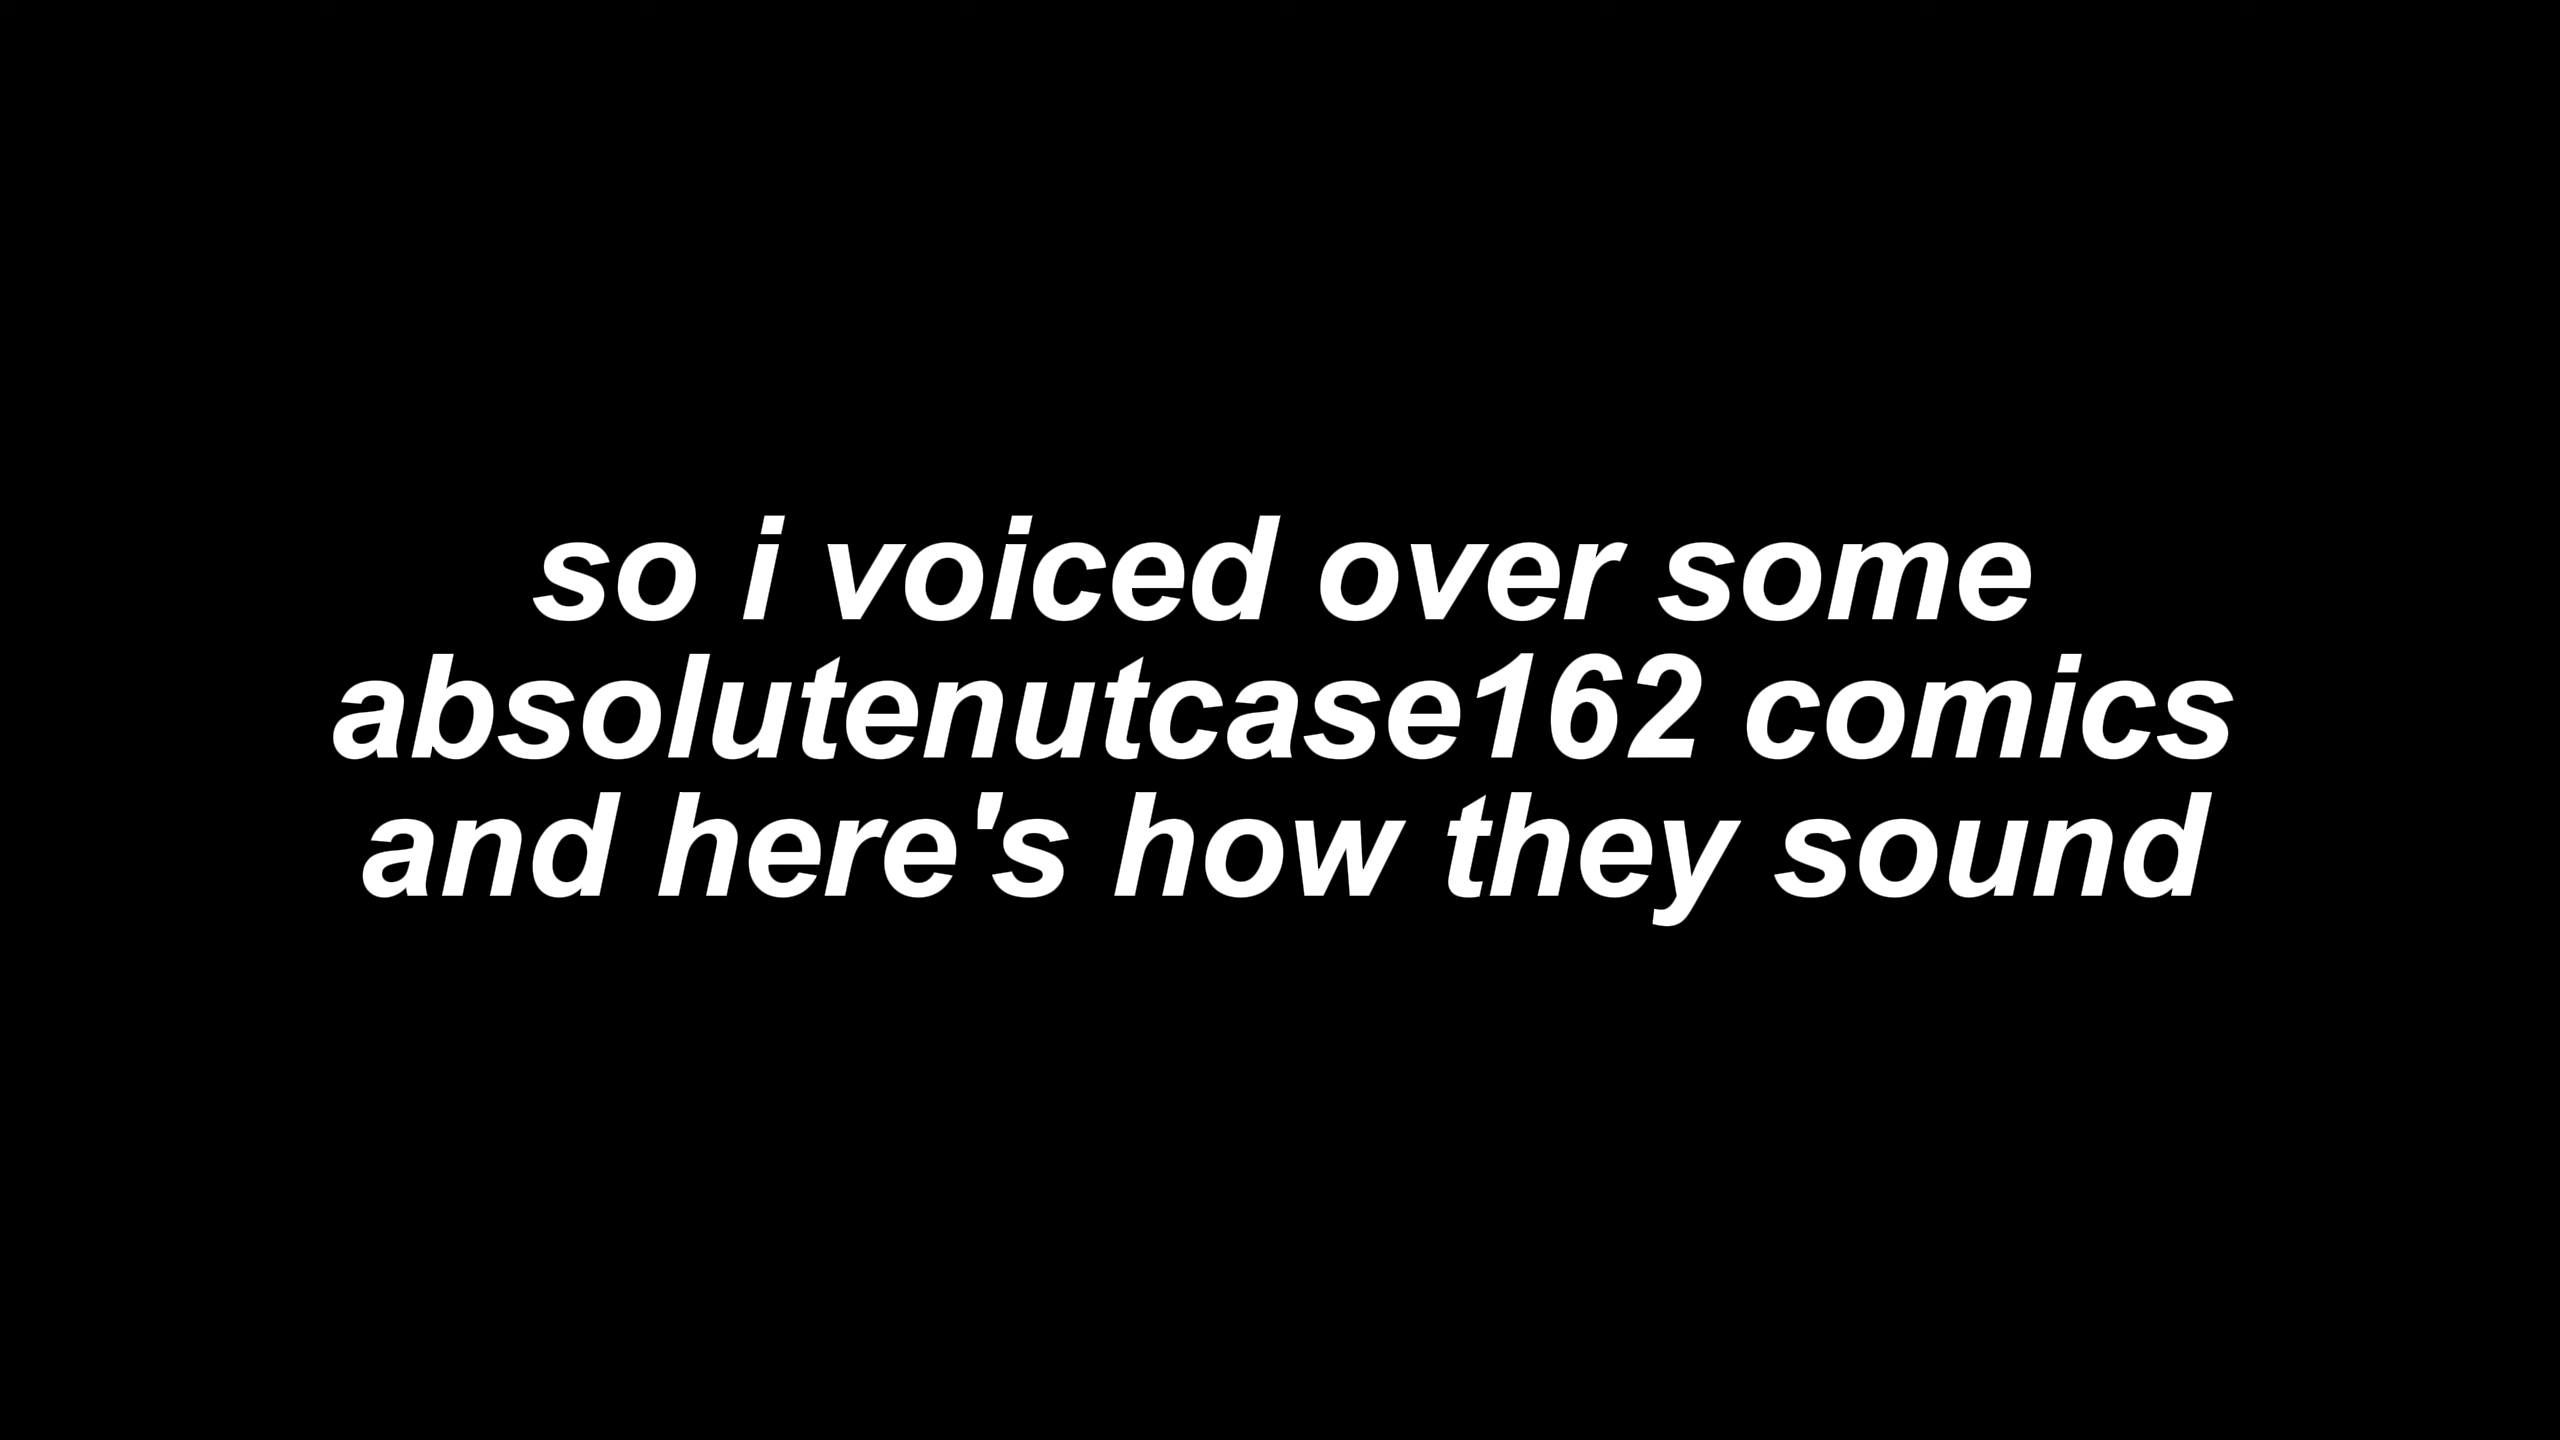 so i voiced over some
absolutenutcase162 comics
and here's how they sound